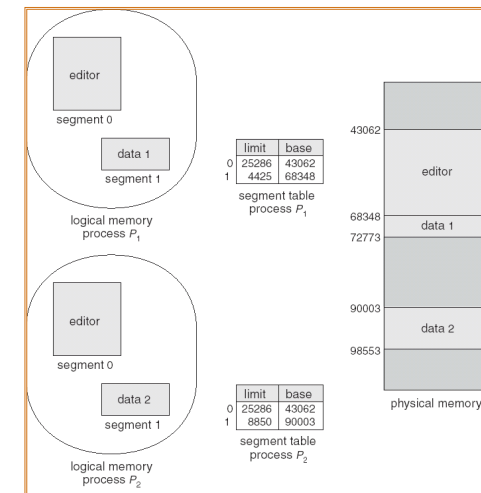 editor
segment 0
data 1
segment 1
logical memory
process P1
limit base
0 25286 43062
1 4425 68348
segment table
process P1
editor
segment 0
data 2
segment 1
logical memory
process P2
limit base
0 25286 43062
1 8850 90003
segment table
process P2
43062
editor
68348
data 1
72773
90003
data 2
98553
physical memory